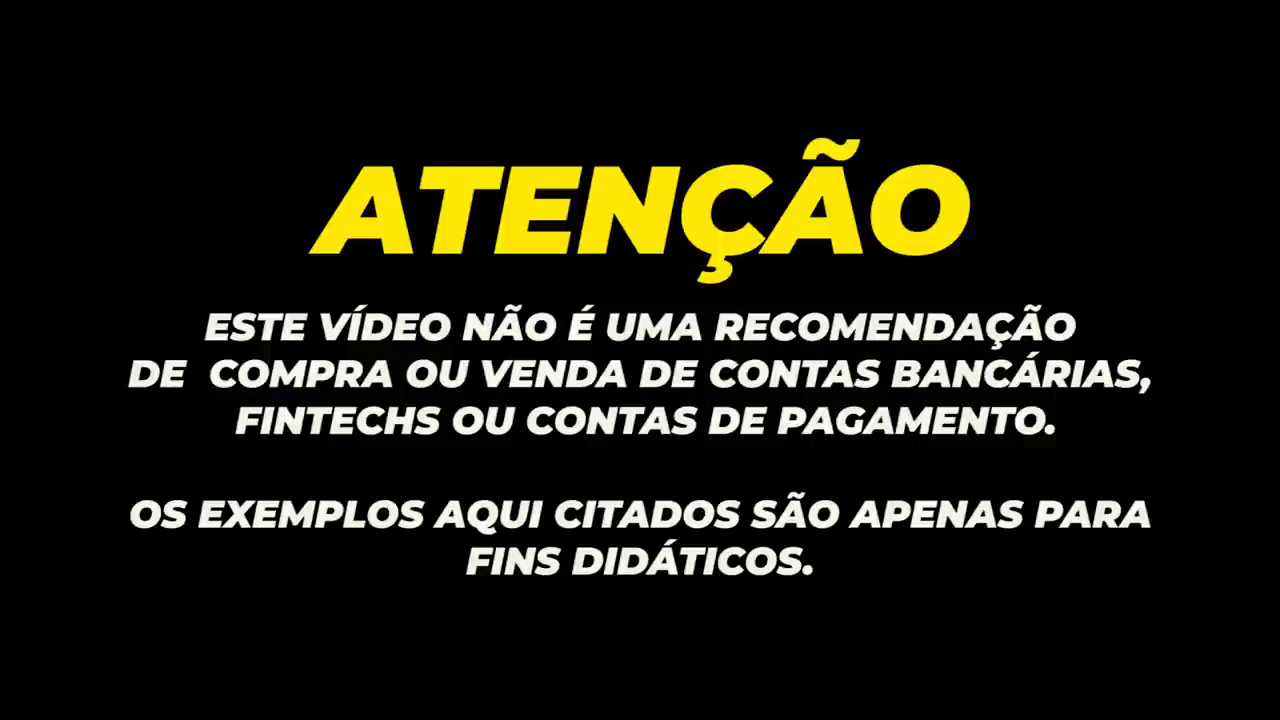 ATENÇÃO
ESTE VÍDEO NÃO É UMA RECOMENDAÇÃO
DE COMPRA OU VENDA DE CONTAS BANCÁRIAS,
FINTECHS OU CONTAS DE PAGAMENTO.
OS EXEMPLOS AQUI CITADOS SÃO APENAS PARA
FINS DIDÁTICOS.